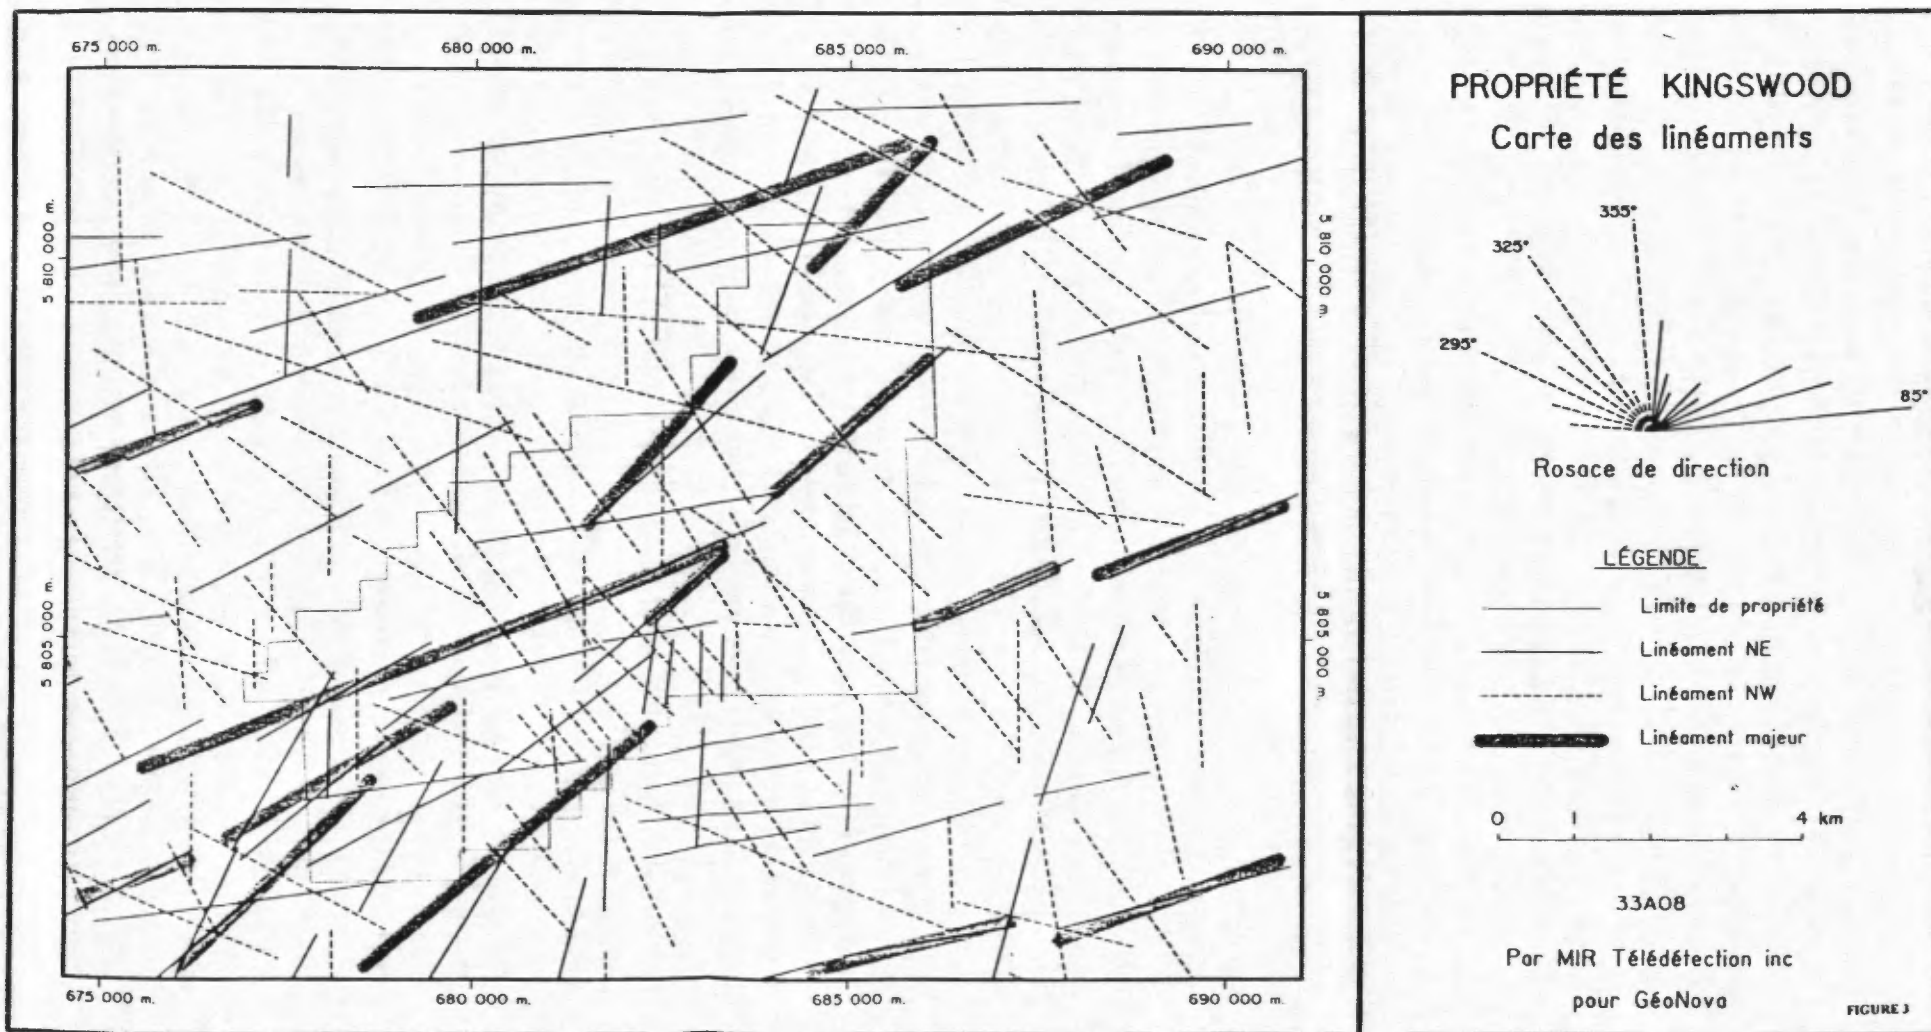 675 000 m.
680 000 m.
685 000 m.
690 000 m.
5 810 000 m.
5 805 000 m.
5 810 000 m.
5 805 000 m.
675 000 m.
680 000 m.
685 000 m.
690 000 m.
PROPRIÉTÉ KINGSWOOD
Carte des linéaments
355°
325°
295°
85°
Rosace de direction
LÉGENDE
Limite de propriété
Linéament NE
Linéament NW
Linéament majeur
0 1 4 km
33A08
Par MIR Télédétection inc
pour GéoNova
FIGURE 3